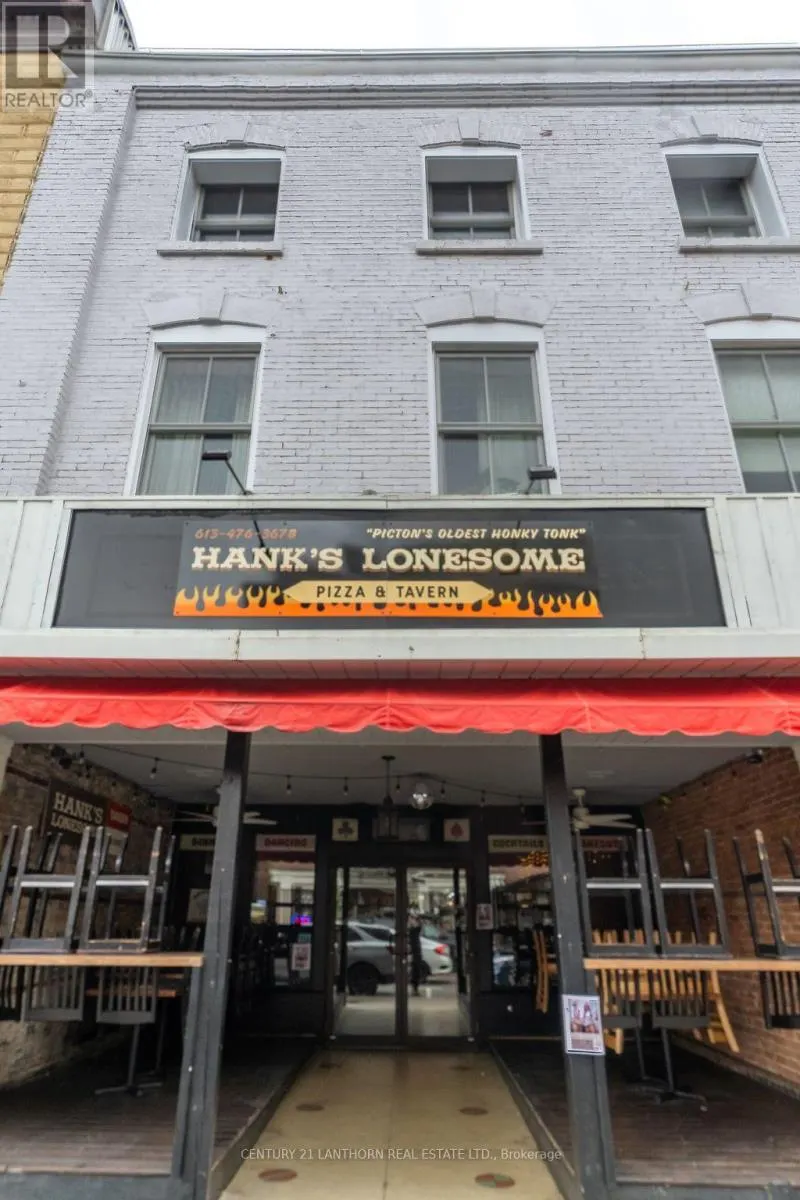 REALTOR®
613-476-3678 "PICTON'S OLDEST HONKY TONK"
HANK'S LONESOME
PIZZA & TAVERN
HANK'S
LONESOME
DANCING
COCKTAILS
CENTURY 21 LANTHORN REAL ESTATE LTD., Brokerage